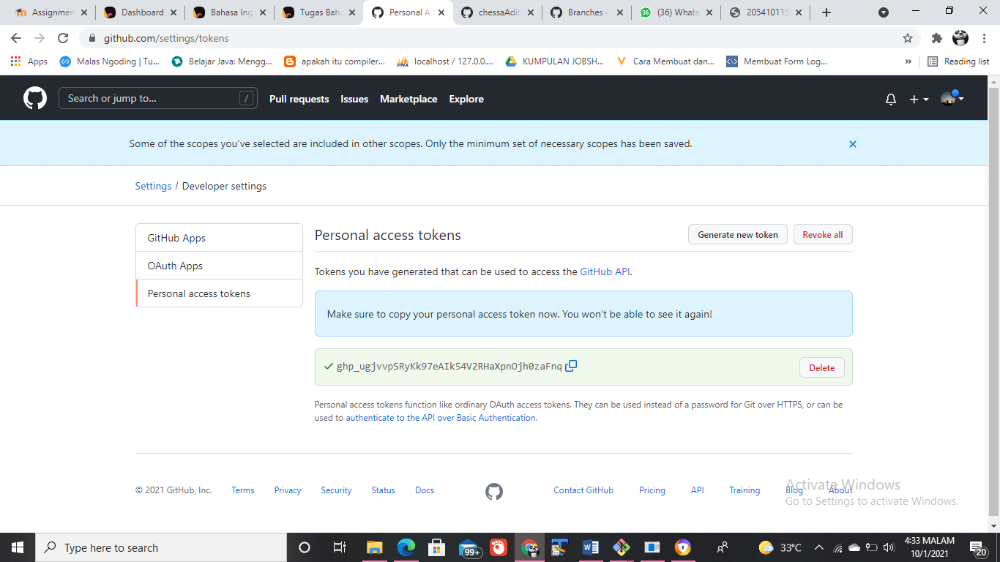 Assignmen
Dashboard
Bahasa Ing
Tugas Baha
Personal A
chessaAdit
Branches ·
(36) Whats
205410115
github.com/settings/tokens
Apps
Malas Ngoding | Tu...
Belajar Java: Mengg...
apakah itu compiler...
localhost / 127.0.0....
KUMPULAN JOBSH...
Cara Membuat dan...
Membuat Form Log...
»
Reading list
Search or jump to...
/
Pull requests
Issues
Marketplace
Explore
Some of the scopes you’ve selected are included in other scopes. Only the minimum set of necessary scopes has been saved.
Settings / Developer settings
GitHub Apps
OAuth Apps
Personal access tokens
Personal access tokens
Generate new token
Revoke all
Tokens you have generated that can be used to access the GitHub API.
Make sure to copy your personal access token now. You won’t be able to see it again!
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
Delete
Personal access tokens function like ordinary OAuth access tokens. They can be used instead of a password for Git over HTTPS, or can be
used to authenticate to the API over Basic Authentication.
© 2021 GitHub, Inc.
Terms
Privacy
Security
Status
Docs
Contact GitHub
Pricing
API
Training
Blog
About
Activate Windows
Go to Settings to activate Windows.
Type here to search
99+
33°C
4:33 MALAM
10/1/2021
20